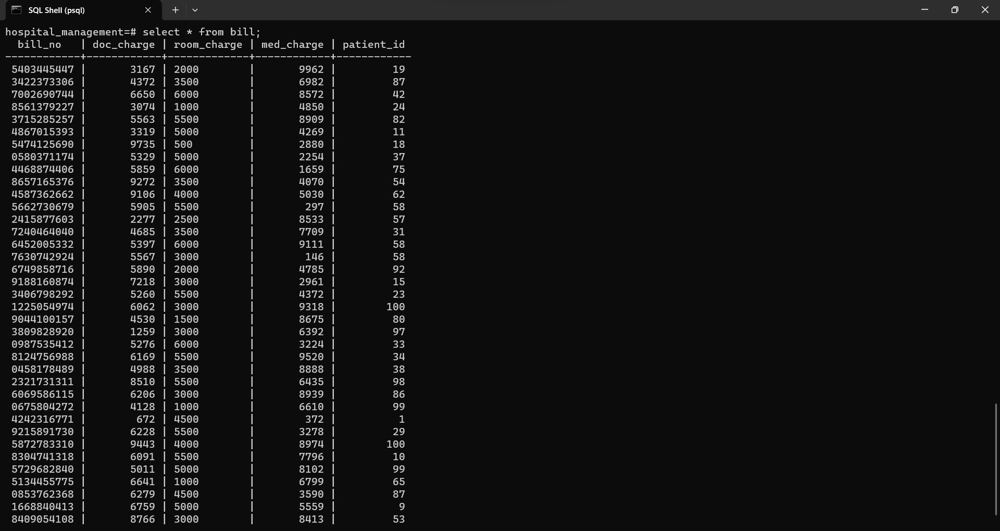 SQL Shell (psql)
hospital_management=# select * from bill;
  bill_no   | doc_charge | room_charge | med_charge | patient_id
------------+------------+-------------+------------+------------
 5403445447 |       3167 | 2000        |       9962 |         19
 3422373306 |       4372 | 3500        |       6982 |         87
 7002690744 |       6650 | 6000        |       8572 |         42
 8561379227 |       3074 | 1000        |       4850 |         24
 3715285257 |       5563 | 5500        |       8909 |         82
 4867015393 |       3319 | 5000        |       4269 |         11
 5474125690 |       9735 | 500         |       2880 |         18
 0580371174 |       5329 | 5000        |       2254 |         37
 4468874406 |       5859 | 6000        |       1659 |         75
 8657165376 |       9272 | 3500        |       4070 |         54
 4587362662 |       9106 | 4000        |       5030 |         62
 5662730679 |       5905 | 5500        |        297 |         58
 2415877603 |       2277 | 2500        |       8533 |         57
 7240464040 |       4685 | 3500        |       7709 |         31
 6452005332 |       5397 | 6000        |       9111 |         58
 7630742924 |       5567 | 3000        |        146 |         58
 6749858716 |       5890 | 2000        |       4785 |         92
 9188160874 |       7218 | 3000        |       2961 |         15
 3406798292 |       5260 | 5500        |       4372 |         23
 1225054974 |       6062 | 3000        |       9318 |        100
 9044100157 |       4530 | 1500        |       8675 |         80
 3809828920 |       1259 | 3000        |       6392 |         97
 0987535412 |       5276 | 6000        |       3224 |         33
 8124756988 |       6169 | 5500        |       9520 |         34
 0458178489 |       4988 | 3500        |       8888 |         38
 2321731311 |       8510 | 5500        |       6435 |         98
 6069586115 |       6206 | 3000        |       8939 |         86
 0675804272 |       4128 | 1000        |       6610 |         99
 4242316771 |        672 | 4500        |        372 |          1
 9215891730 |       6228 | 5500        |       3278 |         29
 5872783310 |       9443 | 4000        |       8974 |        100
 8304741318 |       6091 | 5500        |       7796 |         10
 5729682840 |       5011 | 5000        |       8102 |         99
 5134455775 |       6641 | 1000        |       6799 |         65
 0853762368 |       6279 | 4500        |       3590 |         87
 1668840413 |       6759 | 5000        |       5559 |          9
 8409054108 |       8766 | 3000        |       8413 |         53